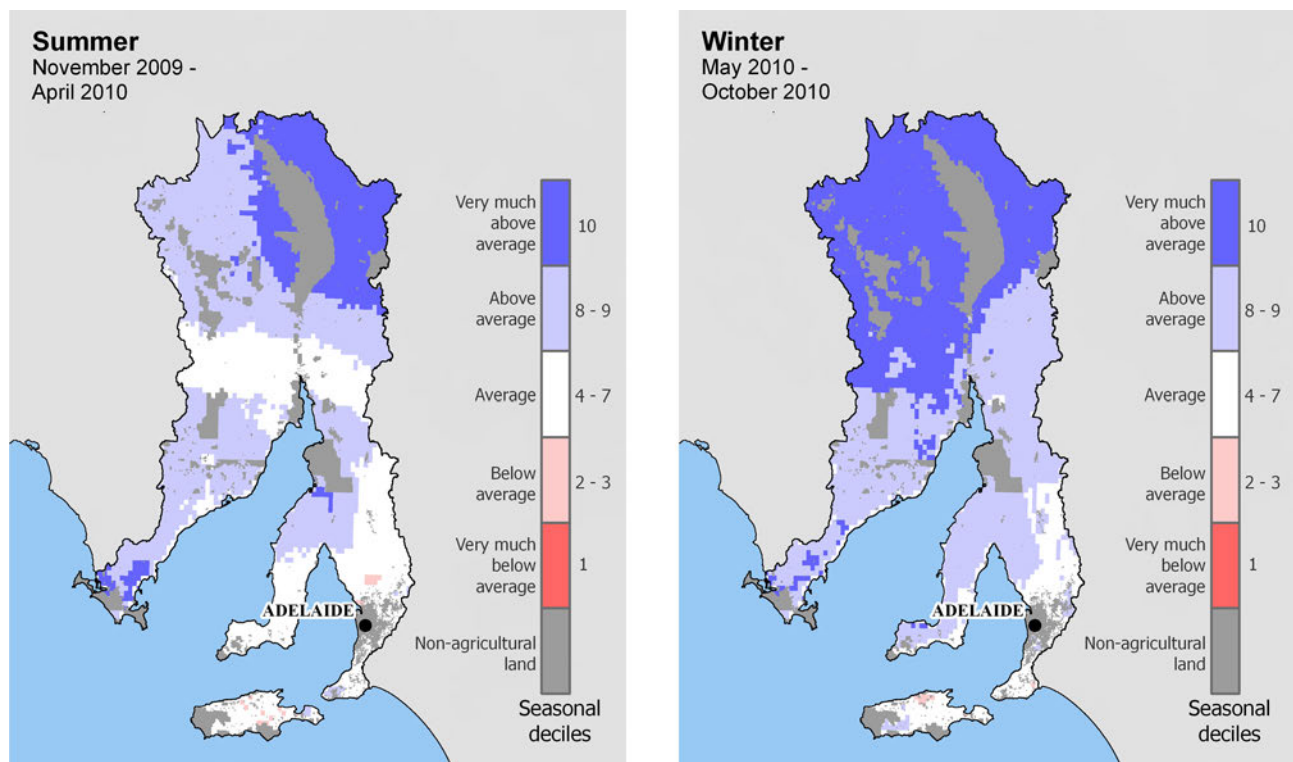 Summer
November 2009 -
April 2010
Very much
above
average
10
Above
average
8 - 9
Average
4 - 7
Below
average
2 - 3
Very much
below
average
1
Non-agricultural
land
Seasonal
deciles
ADELAIDE
Winter
May 2010 -
October 2010
Very much
above
average
10
Above
average
8 - 9
Average
4 - 7
Below
average
2 - 3
Very much
below
average
1
Non-agricultural
land
Seasonal
deciles
ADELAIDE